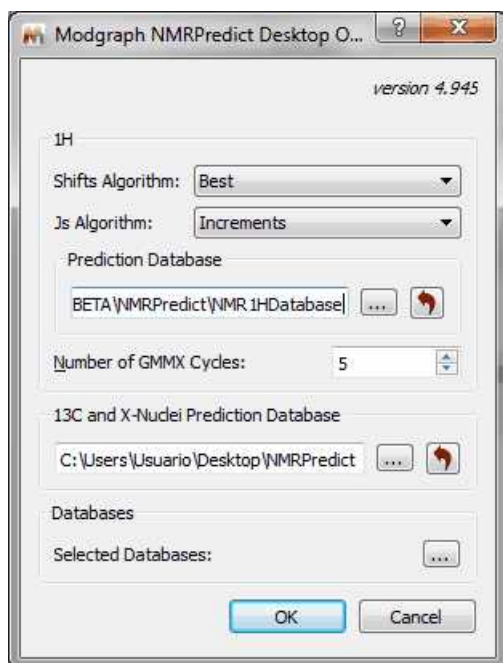 Modgraph NMRPredict Desktop O...
version 4.945
1H
Shifts Algorithm: Best
Js Algorithm: Increments
Prediction Database
BETA\NMRPredict\NMR1HDatabase ...
Number of GMMX Cycles: 5
13C and X-Nuclei Prediction Database
C:\Users\Usuario\Desktop\NMRPredict ...
Databases
Selected Databases: ...
OK Cancel